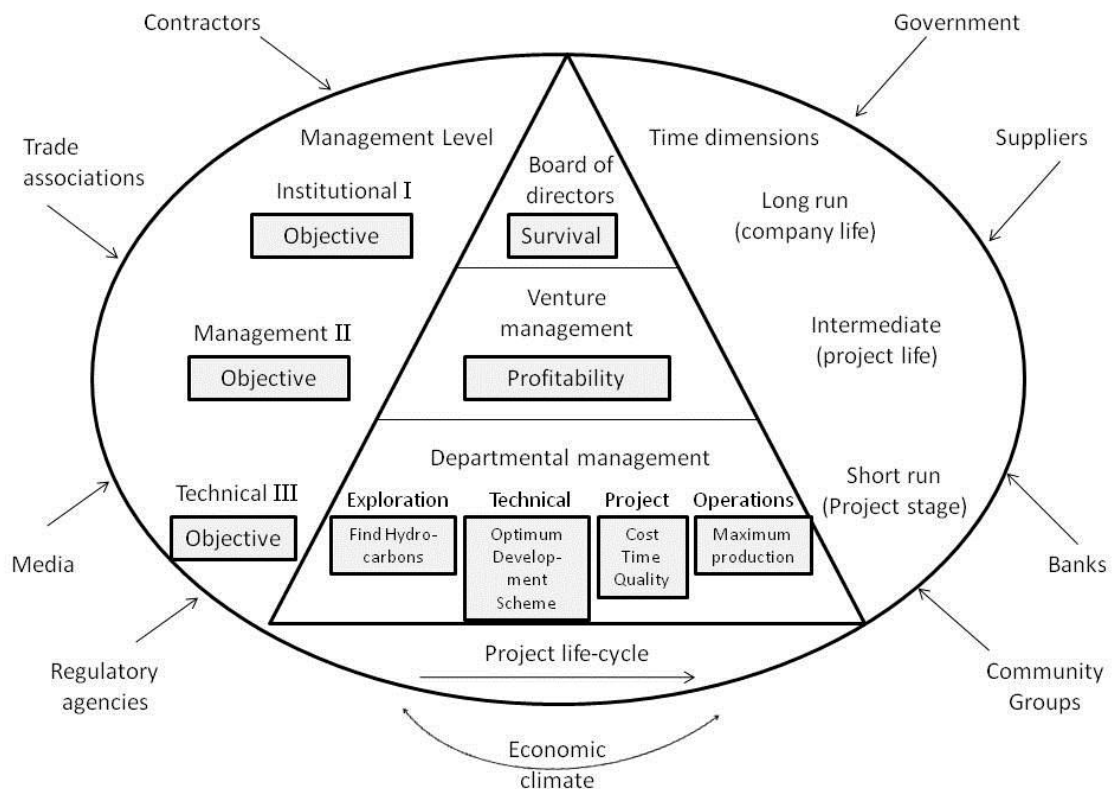 Contractors
Government
Trade
associations
Suppliers
Management Level
Time dimensions
Institutional I
Objective
Board of
directors
Survival
Long run
(company life)
Management II
Objective
Venture
management
Profitability
Intermediate
(project life)
Technical III
Objective
Departmental management
Exploration
Find Hydro-
carbons
Technical
Optimum
Develop-
ment
Scheme
Project
Cost
Time
Quality
Operations
Maximum
production
Short run
(Project stage)
Media
Banks
Regulatory
agencies
Project life-cycle
Community
Groups
Economic
climate